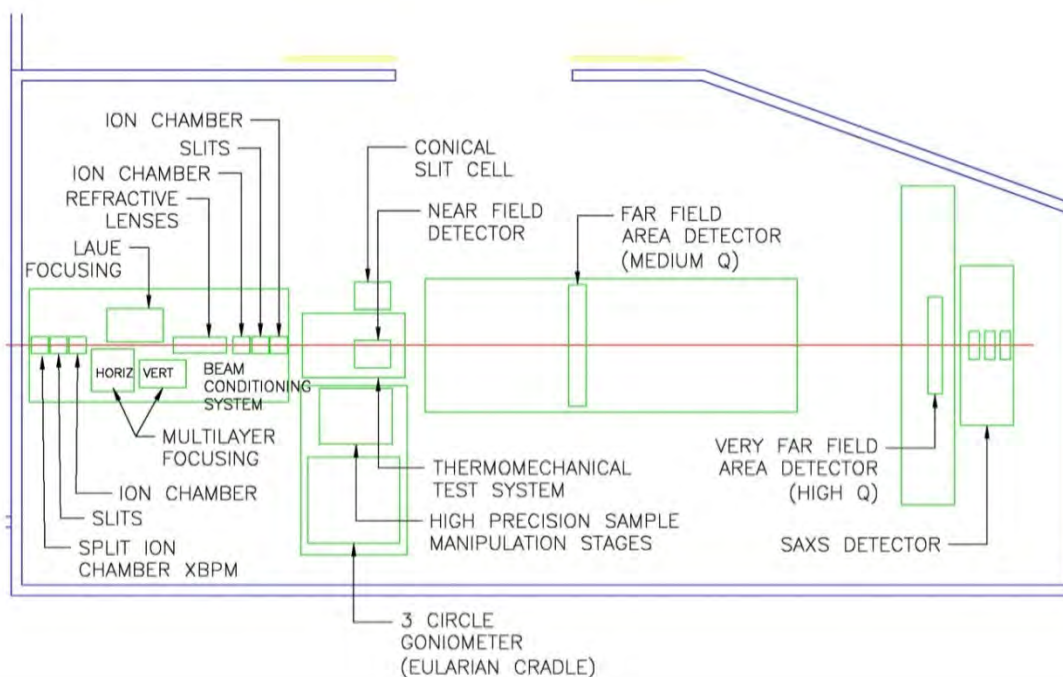 ION CHAMBER
SLITS
ION CHAMBER
REFRACTIVE
LENSES
LAUE
FOCUSING
CONICAL
SLIT CELL
NEAR FIELD
DETECTOR
FAR FIELD
AREA DETECTOR
(MEDIUM Q)
HORIZ
VERT
BEAM
CONDITIONING
SYSTEM
MULTILAYER
FOCUSING
ION CHAMBER
SLITS
SPLIT ION
CHAMBER XBPM
THERMOMECHANICAL
TEST SYSTEM
HIGH PRECISION SAMPLE
MANIPULATION STAGES
3 CIRCLE
GONIOMETER
(EULARIAN CRADLE)
VERY FAR FIELD
AREA DETECTOR
(HIGH Q)
SAXS DETECTOR